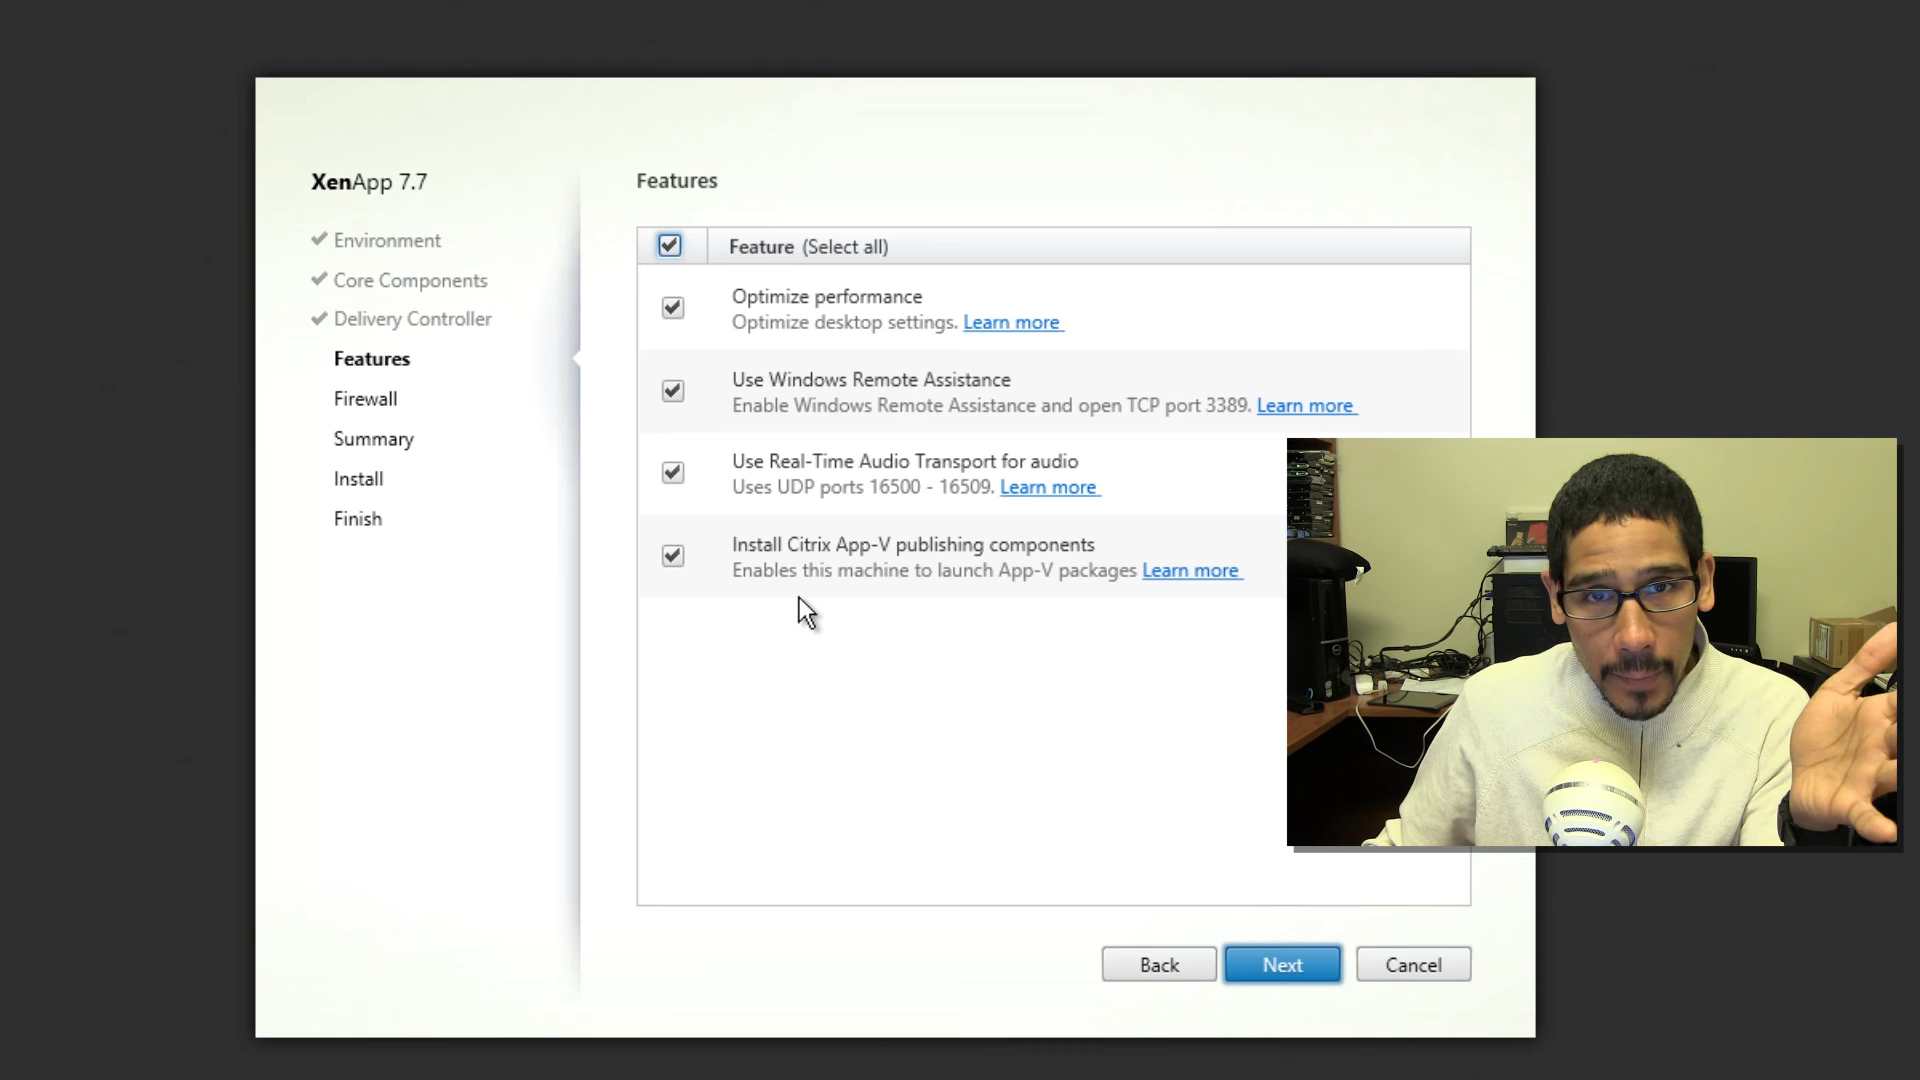 XenApp 7.7
Environment
Core Components
Delivery Controller
Features
Firewall
Summary
Install
Finish
Features
Feature (Select all)
Optimize performance
Optimize desktop settings. Learn more
Use Windows Remote Assistance
Enable Windows Remote Assistance and open TCP port 3389. Learn more
Use Real-Time Audio Transport for audio
Uses UDP ports 16500 - 16509. Learn more
Install Citrix App-V publishing components
Enables this machine to launch App-V packages Learn more
Back
Next
Cancel